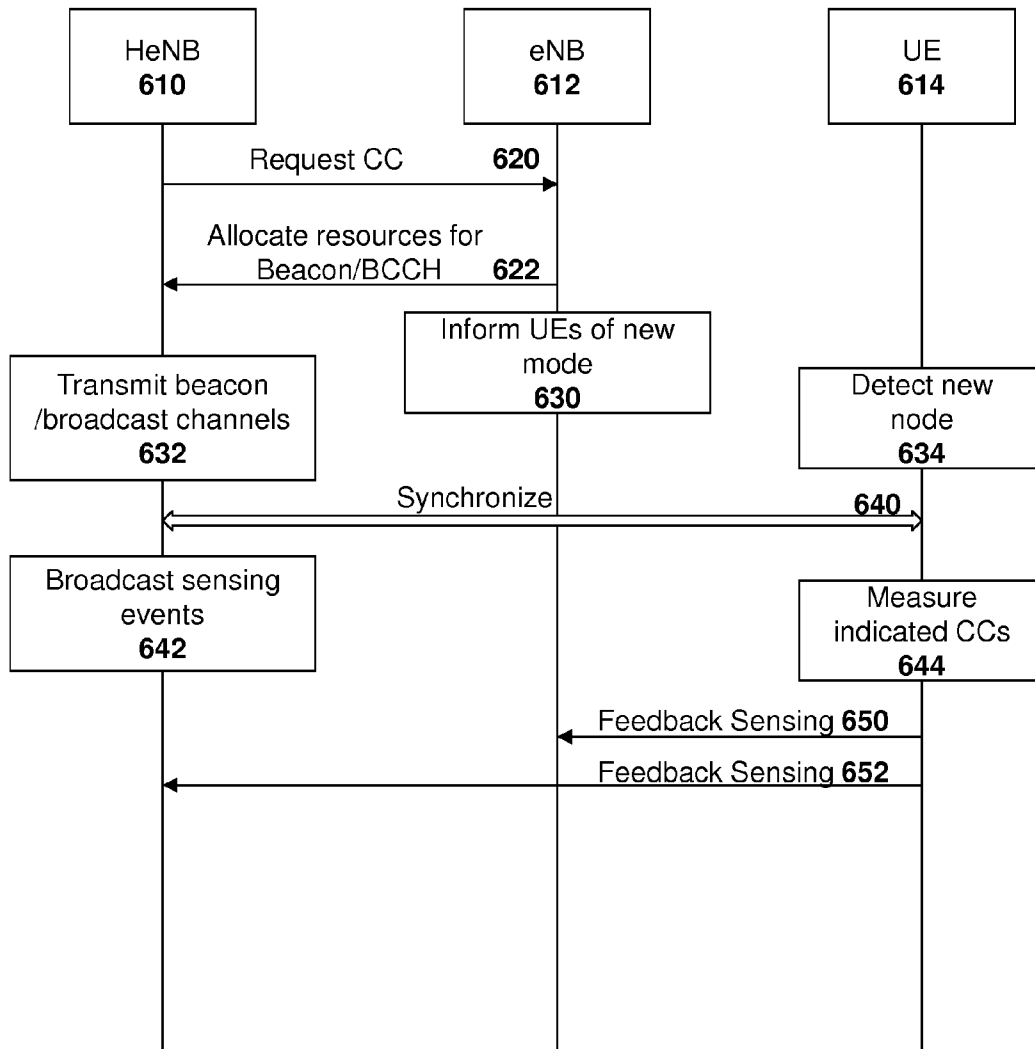 HeNB
610
eNB
612
UE
614
Request CC 620
Allocate resources for
Beacon/BCCH 622
Inform UEs of new
mode
630
Transmit beacon
/broadcast channels
632
Detect new
node
634
Synchronize 640
Broadcast sensing
events
642
Measure
indicated CCs
644
Feedback Sensing 650
Feedback Sensing 652